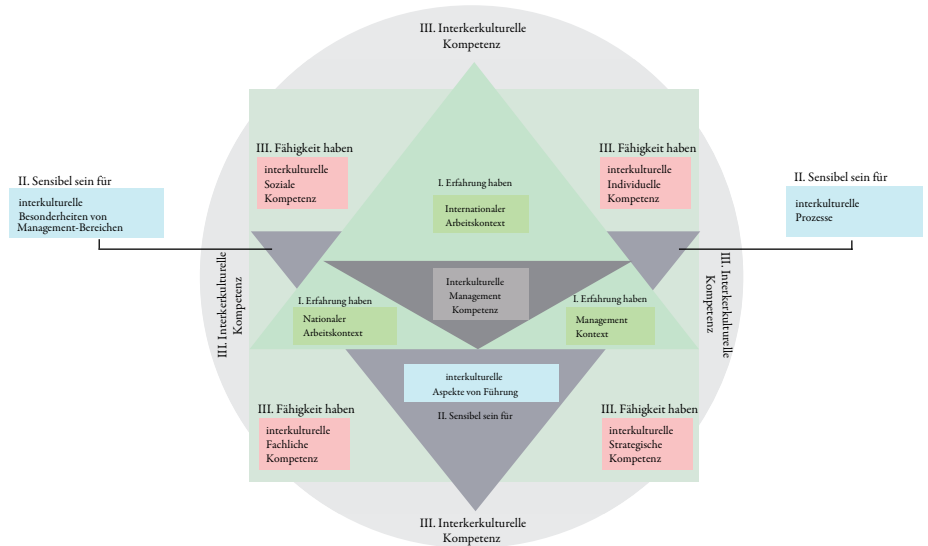 III. Interkerkulturelle
Kompetenz
III. Fähigkeit haben
interkulturelle
Soziale
Kompetenz
III. Fähigkeit haben
interkulturelle
Individuelle
Kompetenz
II. Sensibel sein für
interkulturelle
Besonderheiten von
Management-Bereichen
II. Sensibel sein für
interkulturelle
Prozesse
I. Erfahrung haben
Internationaler
Arbeitskontext
III. Interkerkulturelle
Kompetenz
III. Interkerkulturelle
Kompetenz
Interkulturelle
Management
Kompetenz
I. Erfahrung haben
Nationaler
Arbeitskontext
I. Erfahrung haben
Management
Kontext
interkulturelle
Aspekte von Führung
II. Sensibel sein für
III. Fähigkeit haben
interkulturelle
Fachliche
Kompetenz
III. Fähigkeit haben
interkulturelle
Strategische
Kompetenz
III. Interkerkulturelle
Kompetenz